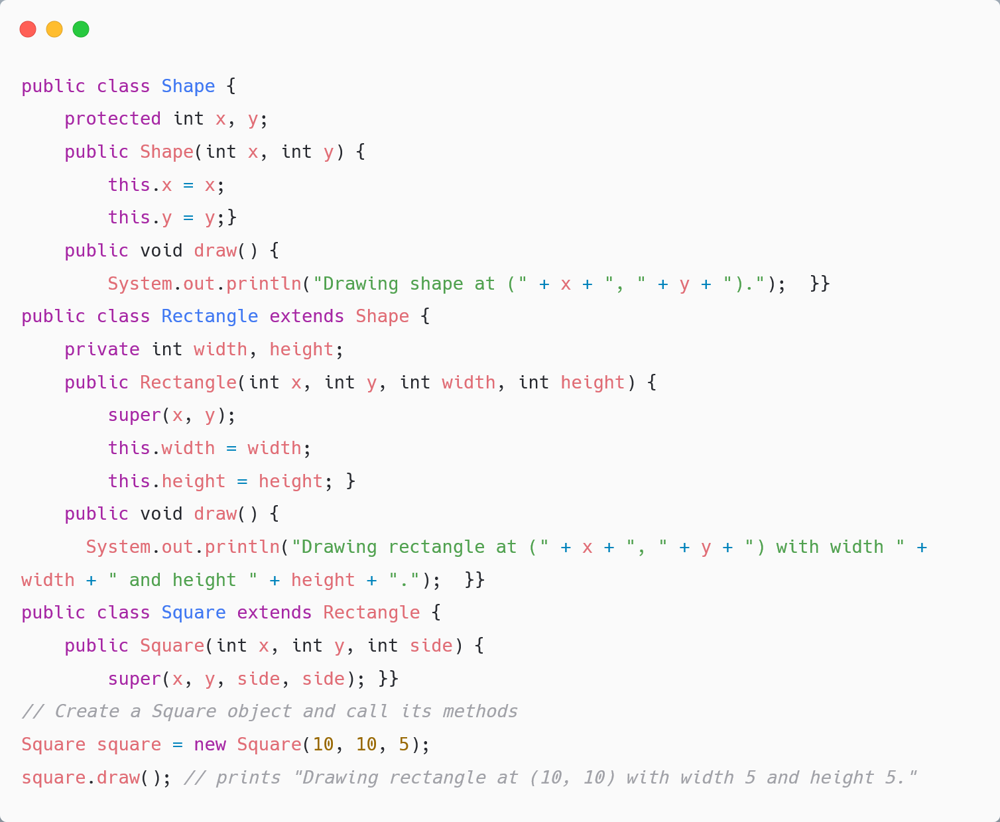 public class Shape {
    protected int x, y;
    public Shape(int x, int y) {
        this.x = x;
        this.y = y;}
    public void draw() {
        System.out.println("Drawing shape at (" + x + ", " + y + ").");  }}
public class Rectangle extends Shape {
    private int width, height;
    public Rectangle(int x, int y, int width, int height) {
        super(x, y);
        this.width = width;
        this.height = height; }
    public void draw() {
      System.out.println("Drawing rectangle at (" + x + ", " + y + ") with width " +
width + " and height " + height + ".");  }}
public class Square extends Rectangle {
    public Square(int x, int y, int side) {
        super(x, y, side, side); }}
// Create a Square object and call its methods
Square square = new Square(10, 10, 5);
square.draw(); // prints "Drawing rectangle at (10, 10) with width 5 and height 5."